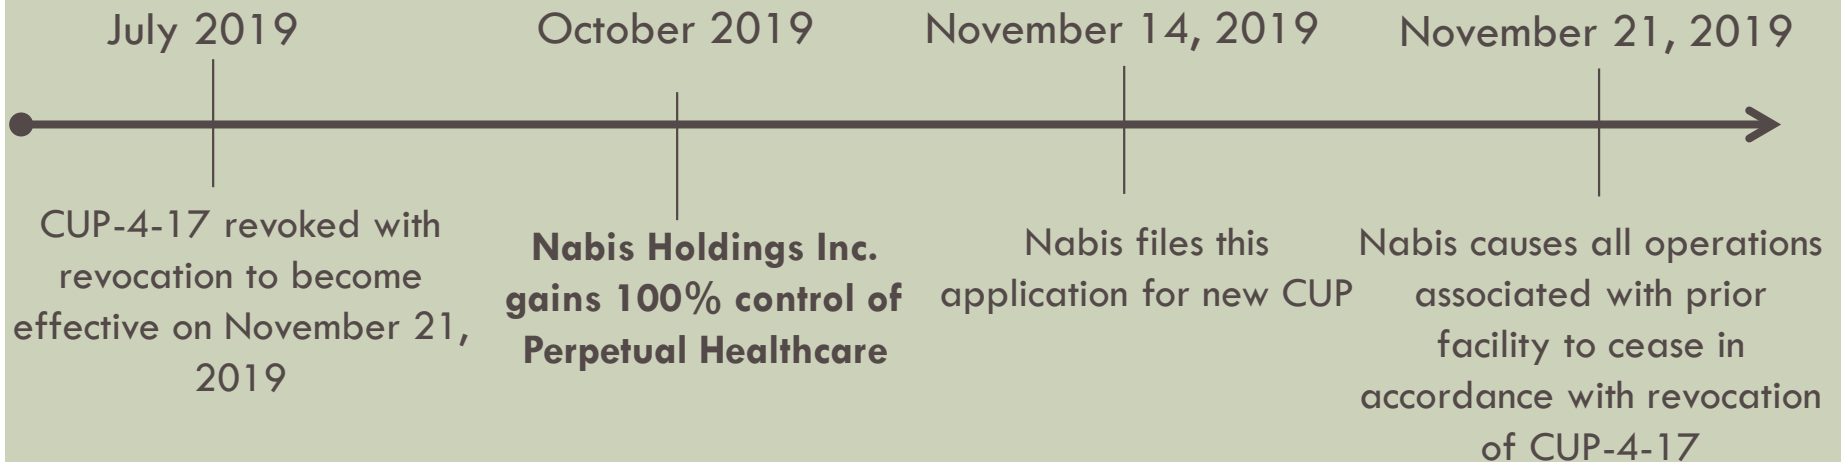 July 2019
CUP-4-17 revoked with
revocation to become
effective on November 21,
2019
October 2019
Nabis Holdings Inc.
gains 100% control of
Perpetual Healthcare
November 14, 2019
Nabis files this
application for new CUP
November 21, 2019
Nabis causes all operations
associated with prior
facility to cease in
accordance with revocation
of CUP-4-17